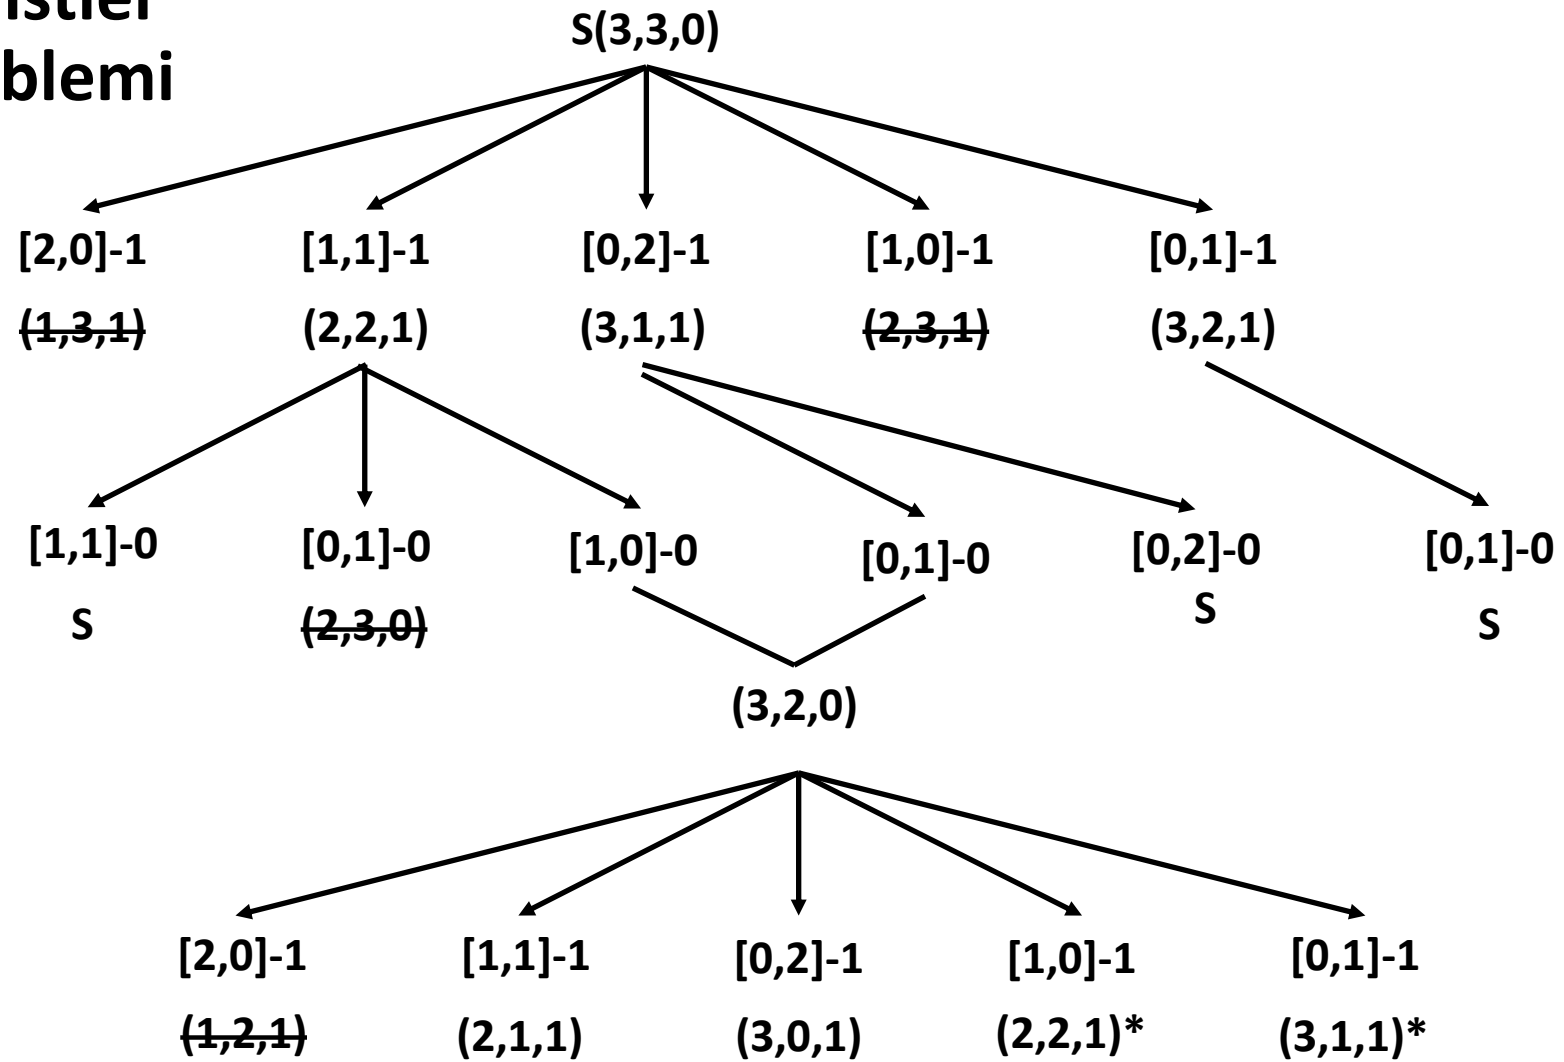 S(3,3,0)
blemi
[2,0]-1 [1,1]-1 [0,2]-1 [1,0]-1 [0,1]-1
(1,3,1) (2,2,1) (3,1,1) (2,3,1) (3,2,1)
[1,1]-0 [0,1]-0 [1,0]-0 [0,1]-0 [0,2]-0 [0,1]-0
S (2,3,0) S S
(3,2,0)
[2,0]-1 [1,1]-1 [0,2]-1 [1,0]-1 [0,1]-1
(1,2,1) (2,1,1) (3,0,1) (2,2,1)* (3,1,1)*